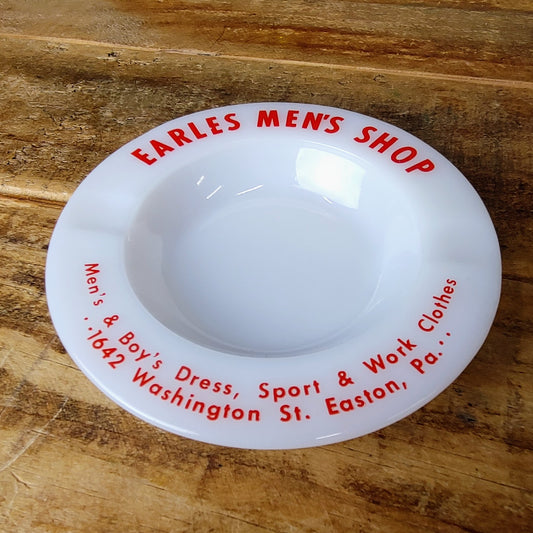 EARLES MEN'S SHOP
Men's & Boy's Dress, Sport & Work Clothes
..1642 Washington St. Easton, Pa...